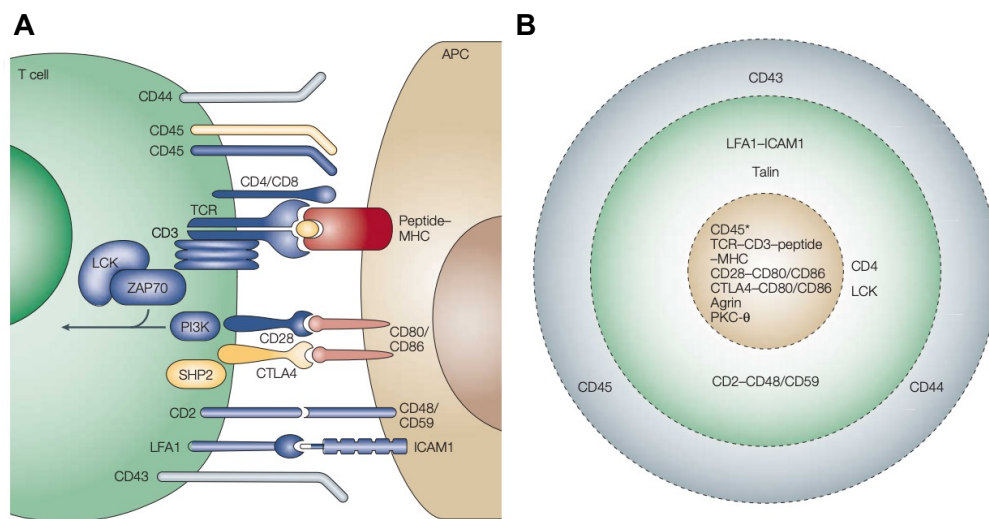 A
T cell
APC
CD44
CD45
CD45
CD4/CD8
TCR
CD3
Peptide–
MHC
LCK
ZAP70
PI3K
CD28
CD80/
CD86
SHP2
CTLA4
CD2
CD48/
CD59
LFA1
ICAM1
CD43
B
CD43
LFA1–ICAM1
Talin
CD45*
TCR–CD3–peptide
–MHC
CD28–CD80/CD86
CTLA4–CD80/CD86
Agrin
PKC-θ
CD4
LCK
CD2–CD48/CD59
CD45
CD44